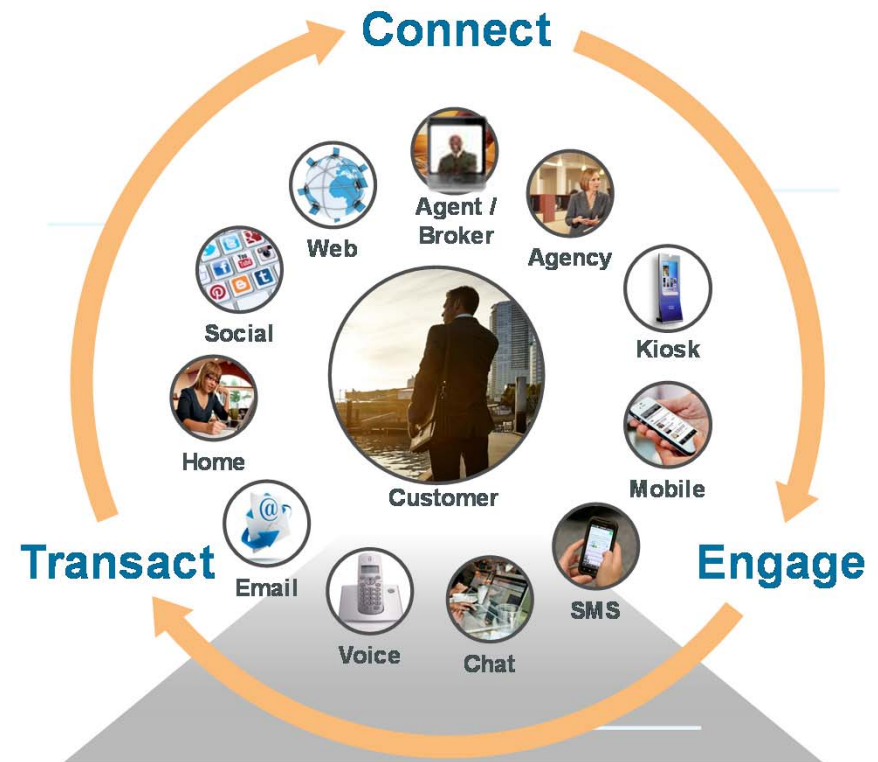 Connect
Agent /
Broker
Web
Agency
Social
Kiosk
Home
Mobile
Customer
Transact
Engage
Email
SMS
Voice
Chat